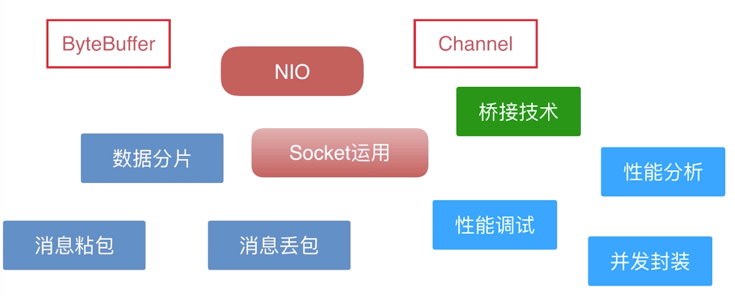 ByteBuffer
Channel
NIO
桥接技术
Socket运用
数据分片
性能分析
性能调试
消息粘包
消息丢包
并发封装